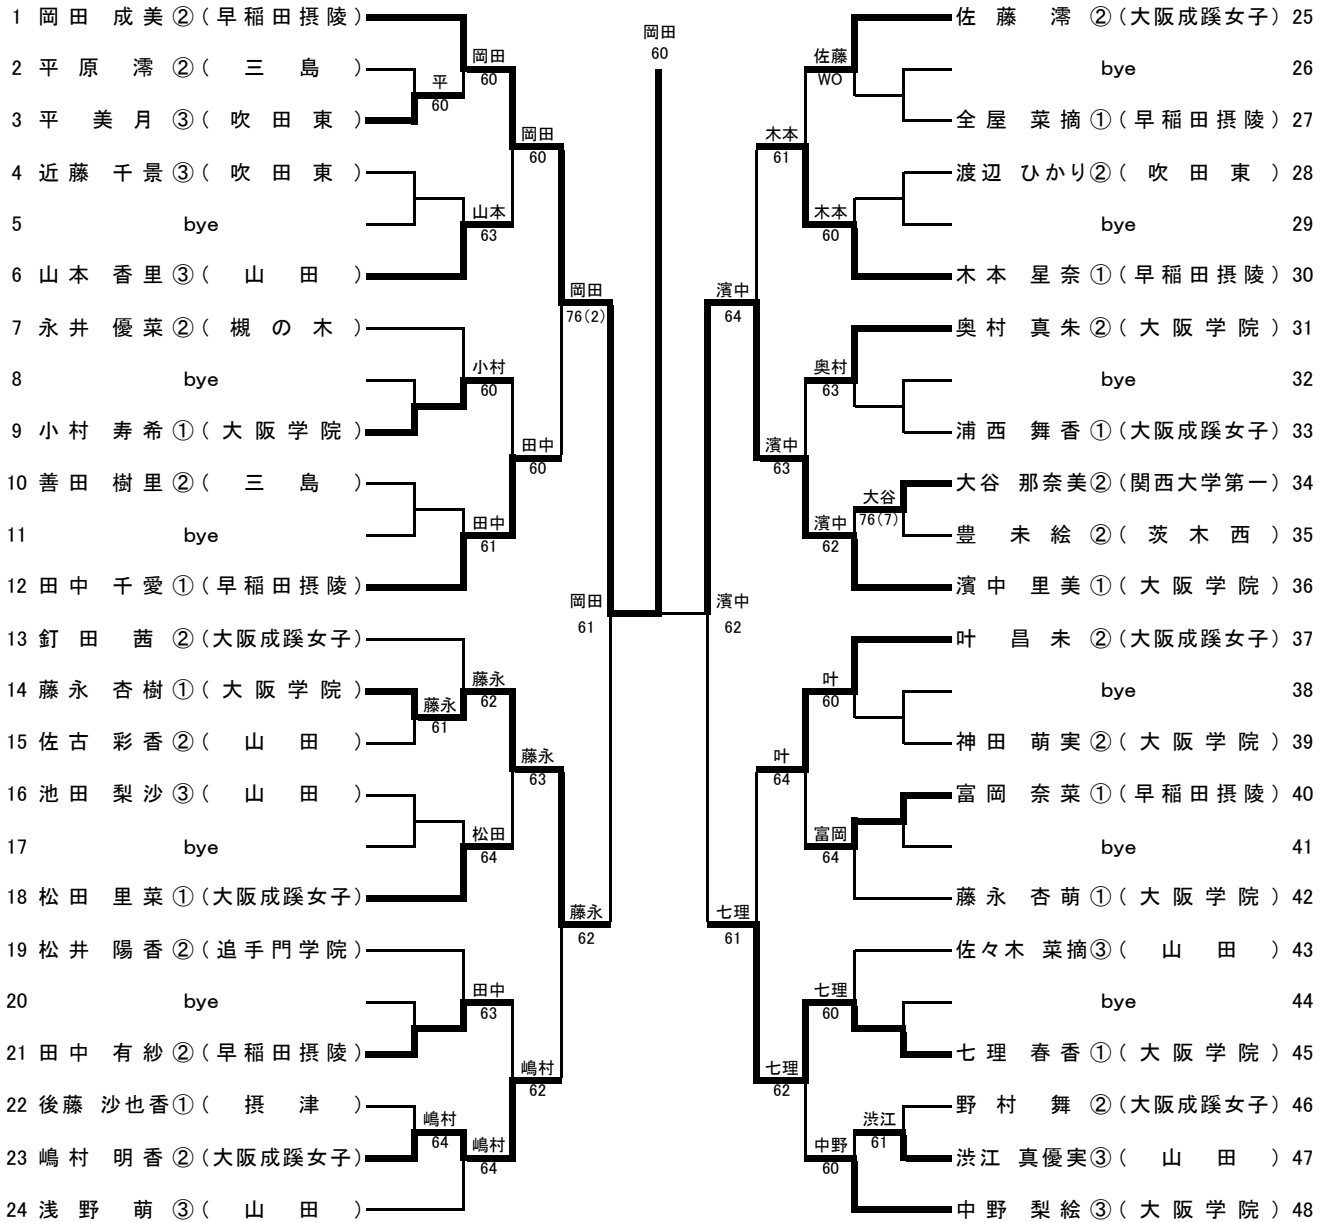 1 岡田 成美② (早稲田摂陵)
2 平原 澪② ( 三島 )
3 平 美月③ ( 吹田東 )
4 近藤 千景③ ( 吹田東 )
5 bye
6 山本 香里③ ( 山田 )
7 永井 優菜② ( 槻の木 )
8 bye
9 小村 寿希① ( 大阪学院 )
10 善田 樹里② ( 三島 )
11 bye
12 田中 千愛① (早稲田摂陵)
13 釘田 茜② (大阪成蹊女子)
14 藤永 杏樹① ( 大阪学院 )
15 佐古 彩香② ( 山田 )
16 池田 梨沙③ ( 山田 )
17 bye
18 松田 里菜① (大阪成蹊女子)
19 松井 陽香② (追手門学院)
20 bye
21 田中 有紗② (早稲田摂陵)
22 後藤 沙也香① ( 摂津 )
23 嶋村 明香② (大阪成蹊女子)
24 浅野 萌③ ( 山田 )
平
60
藤永
61
嶋村
64
岡田
60
山本
63
小村
60
田中
61
藤永
62
松田
64
田中
63
嶋村
64
岡田
60
田中
60
藤永
63
嶋村
62
岡田
76(2)
藤永
62
岡田
61
岡田
60
濱中
62
濱中
64
七理
61
木本
61
濱中
63
叶
64
七理
62
佐藤
WO
木本
60
奥村
63
濱中
62
叶
60
富岡
64
七理
60
中野
60
大谷
76(7)
渋江
61
佐藤 澪② (大阪成蹊女子) 25
bye 26
全屋 菜摘① (早稲田摂陵) 27
渡辺 ひかり② ( 吹田東 ) 28
bye 29
木本 星奈① (早稲田摂陵) 30
奥村 真朱② ( 大阪学院 ) 31
bye 32
浦西 舞香① (大阪成蹊女子) 33
大谷 那奈美② (関西大学第一) 34
豊 未絵② ( 茨木西 ) 35
濱中 里美① ( 大阪学院 ) 36
叶 昌未② (大阪成蹊女子) 37
bye 38
神田 萌実② ( 大阪学院 ) 39
富岡 奈菜① (早稲田摂陵) 40
bye 41
藤永 杏萌① ( 大阪学院 ) 42
佐々木 菜摘③ ( 山田 ) 43
bye 44
七理 春香① ( 大阪学院 ) 45
野村 舞② (大阪成蹊女子) 46
渋江 真優実③ ( 山田 ) 47
中野 梨絵③ ( 大阪学院 ) 48